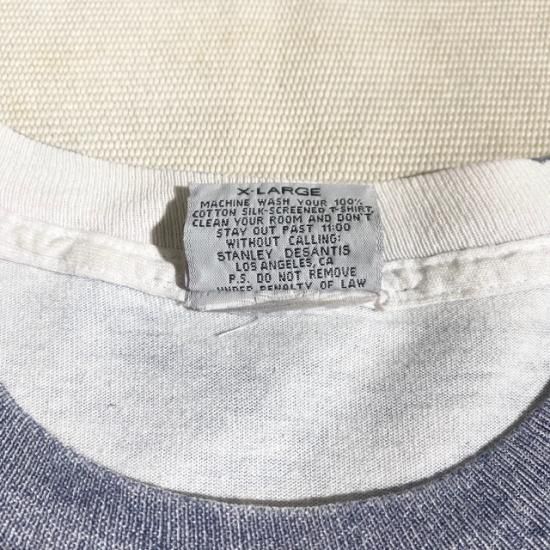 X-LARGE
MACHINE WASH YOUR 100%
COTTON SILK-SCREENED T-SHIRT,
CLEAN YOUR ROOM AND DON'T
STAY OUT PAST 11:00
WITHOUT CALLING:
STANLEY DESANTIS
LOS ANGELES, CA
P.S. DO NOT REMOVE
UNDER PENALTY OF LAW